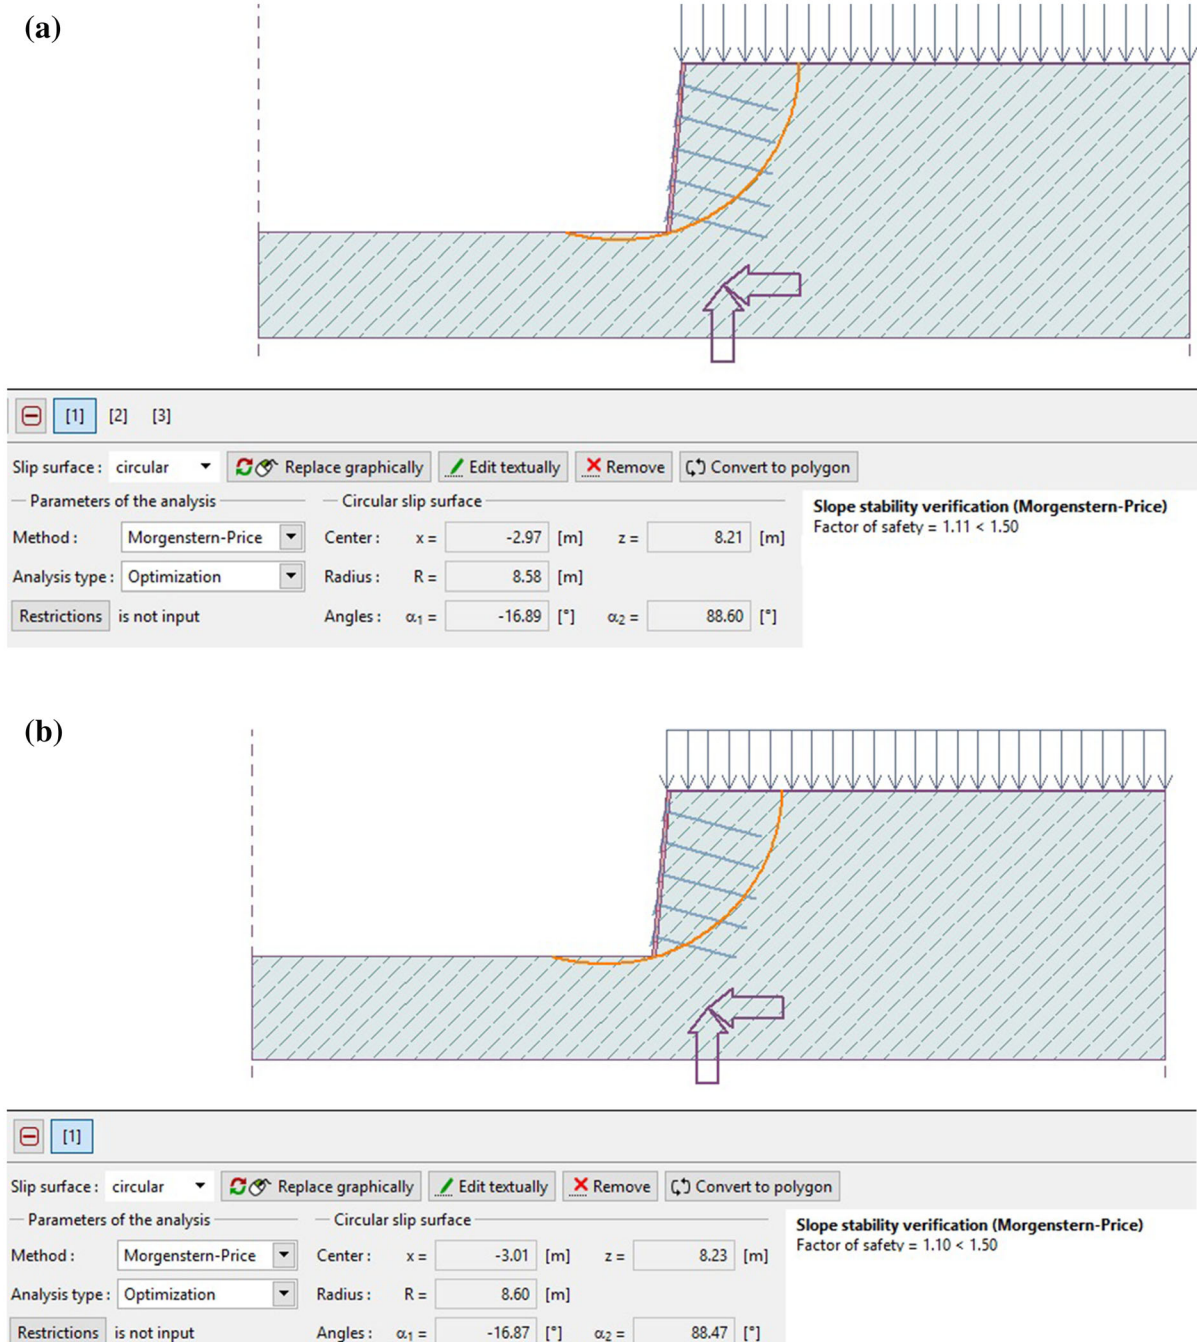 (a)
[1] [2] [3]
Slip surface : circular Replace graphically Edit textually Remove Convert to polygon
Parameters of the analysis Circular slip surface
Slope stability verification (Morgenstern-Price)
Factor of safety = 1.11 < 1.50
Method : Morgenstern-Price Center : x = -2.97 [m] z = 8.21 [m]
Analysis type : Optimization Radius : R = 8.58 [m]
Restrictions is not input Angles : α1 = -16.89 [°] α2 = 88.60 [°]
(b)
[1]
Slip surface : circular Replace graphically Edit textually Remove Convert to polygon
Parameters of the analysis Circular slip surface
Slope stability verification (Morgenstern-Price)
Factor of safety = 1.10 < 1.50
Method : Morgenstern-Price Center : x = -3.01 [m] z = 8.23 [m]
Analysis type : Optimization Radius : R = 8.60 [m]
Restrictions is not input Angles : α1 = -16.87 [°] α2 = 88.47 [°]